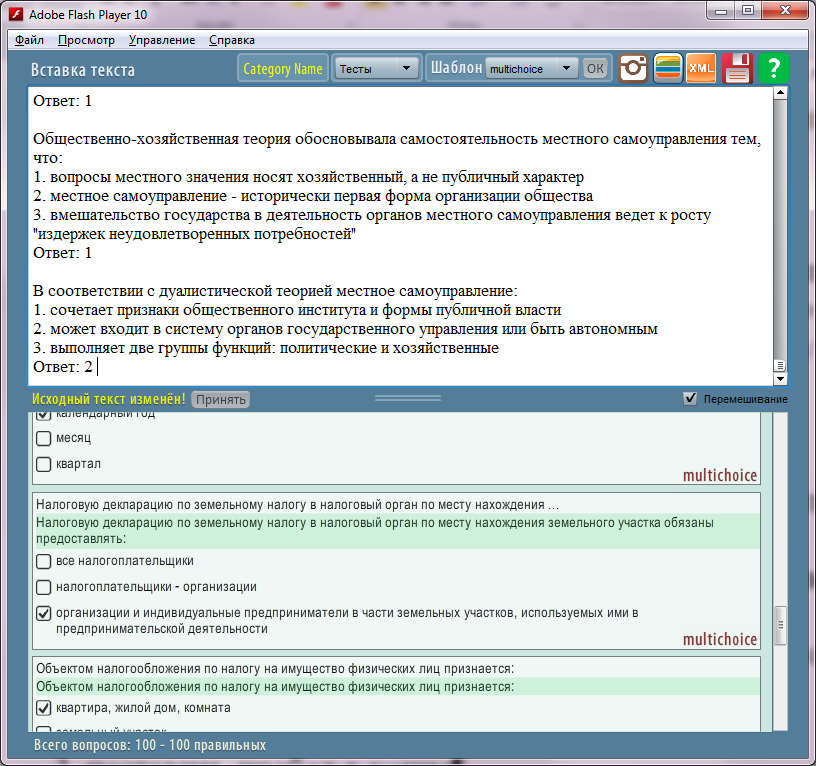 Adobe Flash Player 10
Файл Просмотр Управление Справка
Вставка текста Category Name Тесты Шаблон multichoice OK XML ?
Ответ: 1
Общественно-хозяйственная теория обосновывала самостоятельность местного самоуправления тем,
что:
1. вопросы местного значения носят хозяйственный, а не публичный характер
2. местное самоуправление - исторически первая форма организации общества
3. вмешательство государства в деятельность органов местного самоуправления ведет к росту
"издержек неудовлетворенных потребностей"
Ответ: 1
В соответствии с дуалистической теорией местное самоуправление:
1. сочетает признаки общественного института и формы публичной власти
2. может входит в систему органов государственного управления или быть автономным
3. выполняет две группы функций: политические и хозяйственные
Ответ: 2
Исходный текст изменён! Принять Перемешивание
календарный год
месяц
квартал
multichoice
Налоговую декларацию по земельному налогу в налоговый орган по месту нахождения ...
Налоговую декларацию по земельному налогу в налоговый орган по месту нахождения земельного участка обязаны
предоставлять:
все налогоплательщики
налогоплательщики - организации
организации и индивидуальные предприниматели в части земельных участков, используемых ими в
предпринимательской деятельности
multichoice
Объектом налогообложения по налогу на имущество физических лиц признается:
Объектом налогообложения по налогу на имущество физических лиц признается:
квартира, жилой дом, комната
земельный участок
Всего вопросов: 100 - 100 правильных